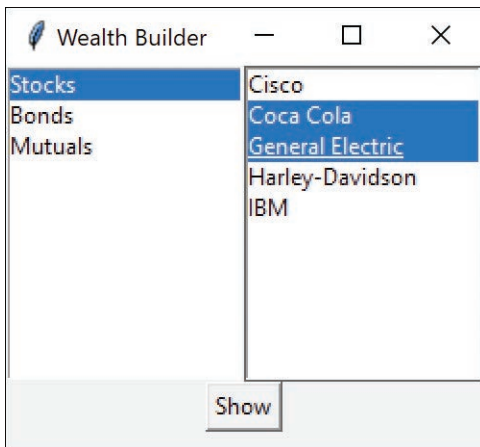 Wealth Builder
Stocks
Bonds
Mutuals
Cisco
Coca Cola
General Electric
Harley-Davidson
IBM
Show